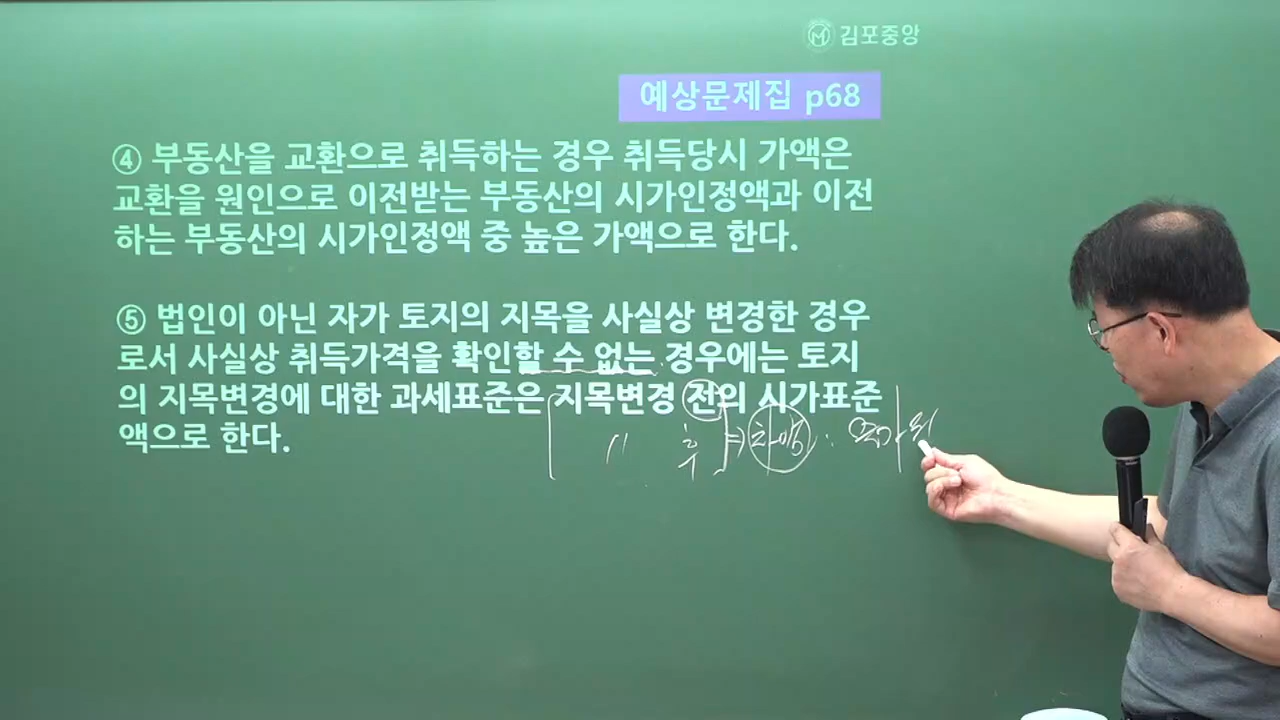 김포중앙
예상문제집 p68
④ 부동산을 교환으로 취득하는 경우 취득당시 가액은
교환을 원인으로 이전받는 부동산의 시가인정액과 이전
하는 부동산의 시가인정액 중 높은 가액으로 한다.
⑤ 법인이 아닌 자가 토지의 지목을 사실상 변경한 경우
로서 사실상 취득가격을 확인할 수 없는 경우에는 토지
의 지목변경에 대한 과세표준은 지목변경 전의 시가표준
액으로 한다.
〃 후 ⇒ 차액 :